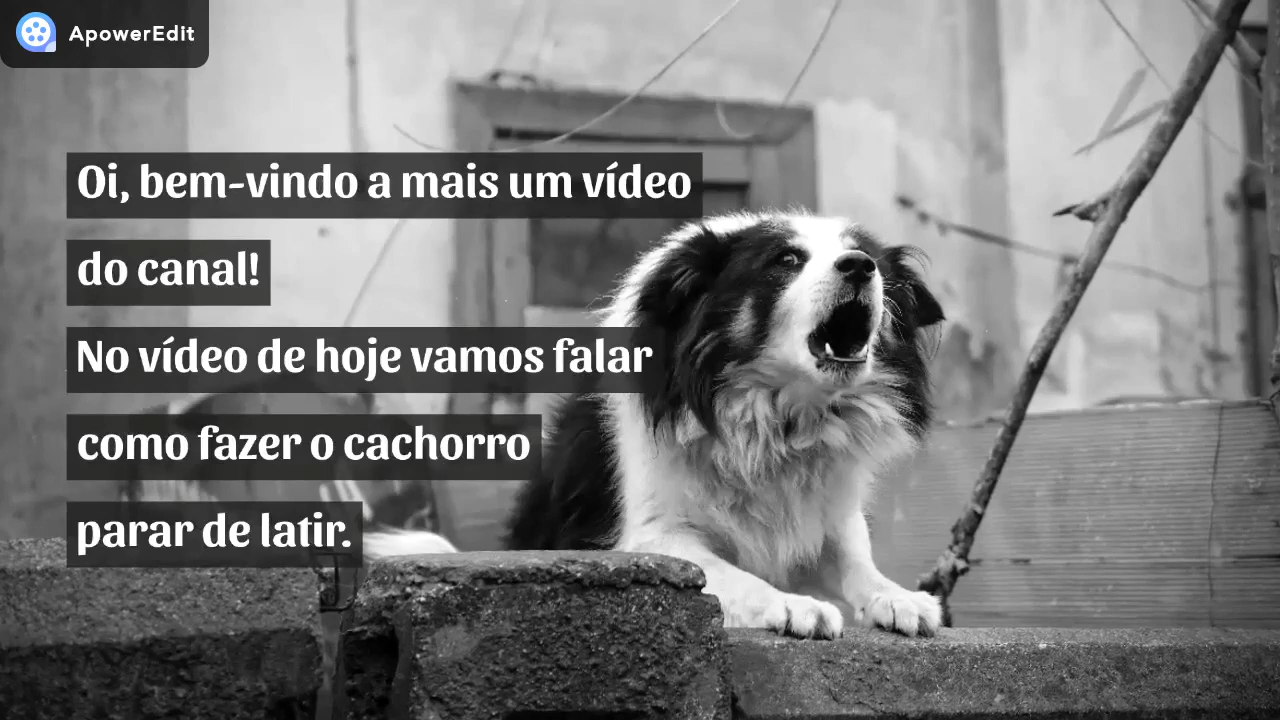 ApowerEdit
Oi, bem-vindo a mais um vídeo
do canal!
No vídeo de hoje vamos falar
como fazer o cachorro
parar de latir.